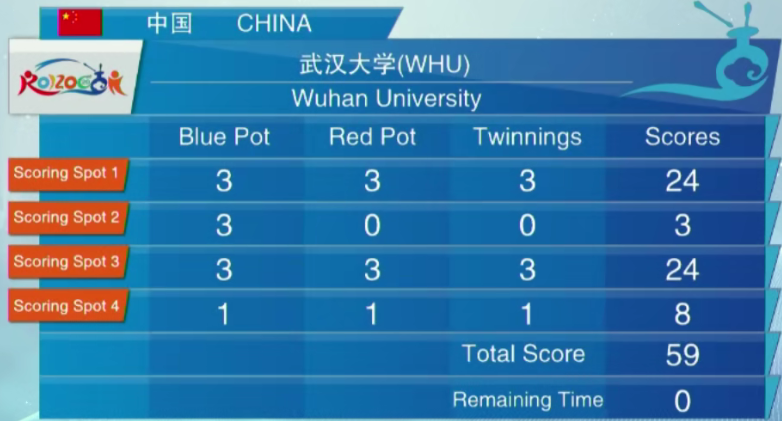 中国 CHINA
武汉大学(WHU)
Wuhan University
Blue Pot Red Pot Twinnings Scores
Scoring Spot 1 3 3 3 24
Scoring Spot 2 3 0 0 3
Scoring Spot 3 3 3 3 24
Scoring Spot 4 1 1 1 8
Total Score 59
Remaining Time 0